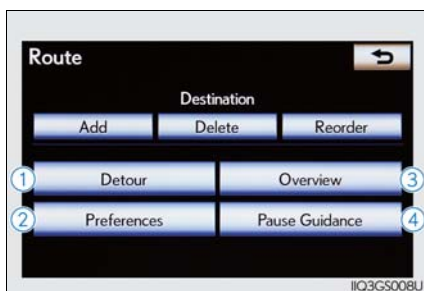 Route
Destination
Add Delete Reorder
1 Detour Overview 3
2 Preferences Pause Guidance 4
IIQ3GS008U